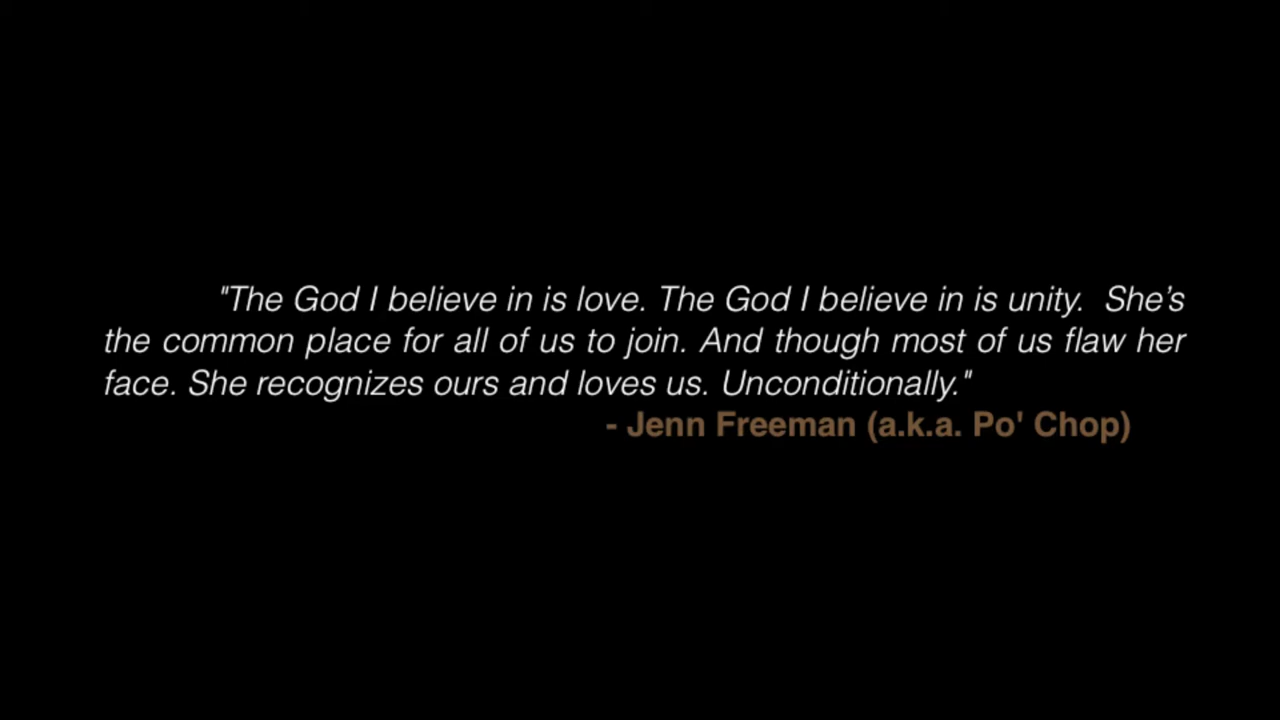 "The God I believe in is love. The God I believe in is unity.  She’s
the common place for all of us to join. And though most of us flaw her
face. She recognizes ours and loves us. Unconditionally."
- Jenn Freeman (a.k.a. Po' Chop)